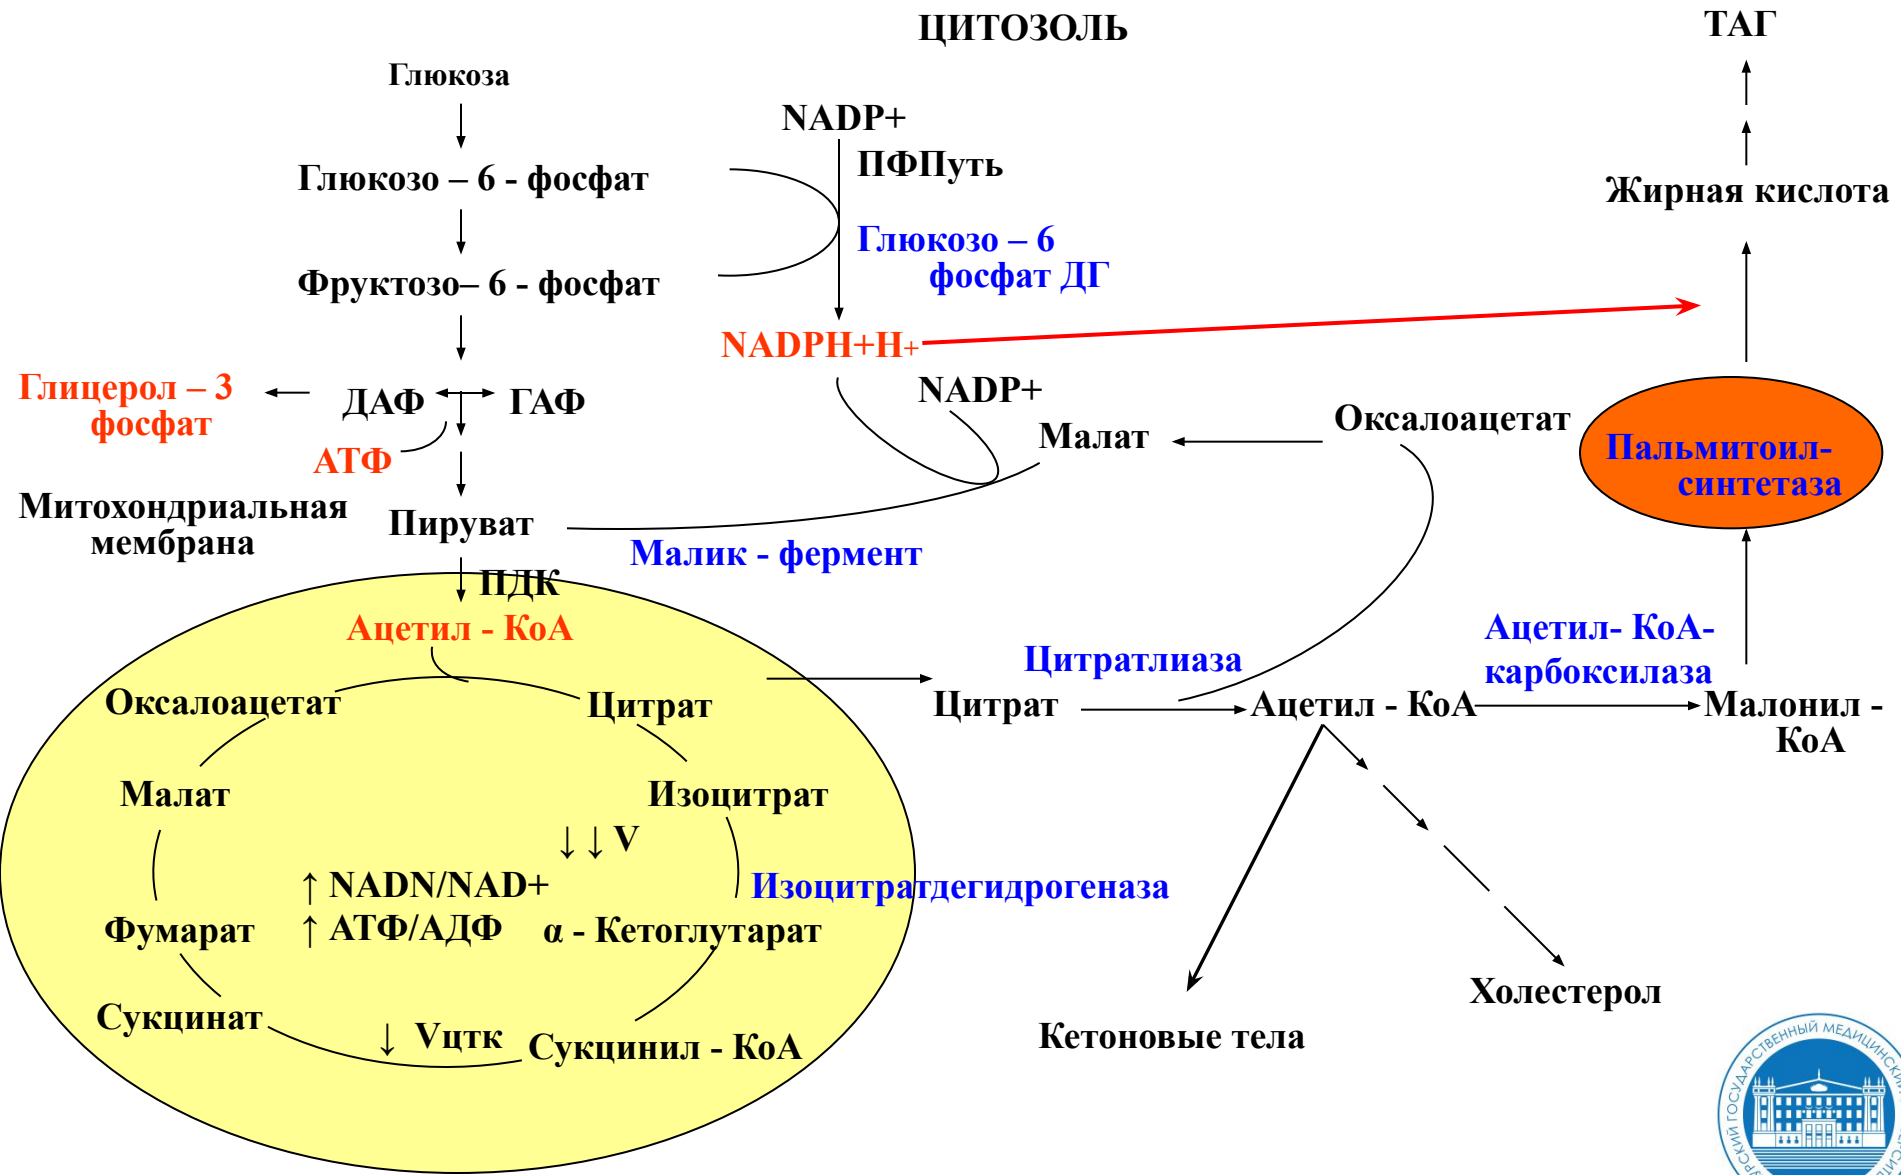 ЦИТОЗОЛЬ
ТАГ
Глюкоза
NADP+
ПФПуть
Глюкозо – 6 - фосфат
Жирная кислота
Глюкозо – 6
фосфат ДГ
Фруктозо– 6 - фосфат
NADPH+H+
Глицерол – 3
фосфат
ДАФ
ГАФ
NADP+
АТФ
Малат
Оксалоацетат
Пальмитоил-
синтетаза
Митохондриальная
мембрана
Пируват
Малик - фермент
ПДК
Ацетил - КоА
Цитратлиаза
Ацетил- КоА-
карбоксилаза
Оксалоацетат
Цитрат
Цитрат
Ацетил - КоА
Малонил -
КоА
Малат
Изоцитрат
↓ ↓ V
↑ NADN/NAD+
Изоцитратдегидрогеназа
↑ АТФ/АДФ
Фумарат
α - Кетоглутарат
Сукцинат
↓ Vцтк
Сукцинил - КоА
Холестерол
Кетоновые тела
ГОСУДАРСТВЕННЫЙ МЕДИЦИНСКИЙ